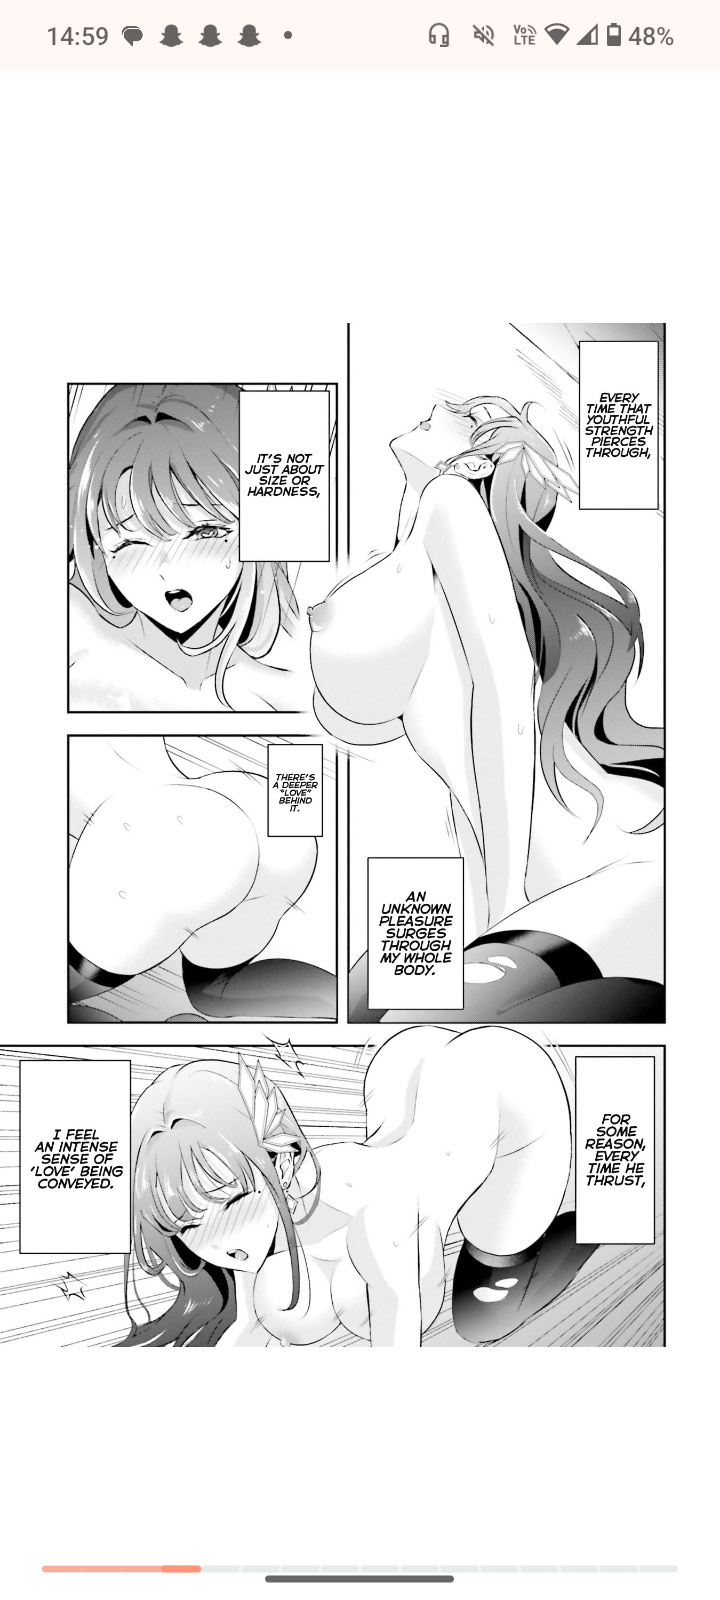 14:59
Vo))
LTE
48%
EVERY
TIME THAT
YOUTHFUL
STRENGTH
PIERCES
THROUGH,
IT'S NOT
JUST ABOUT
SIZE OR
HARDNESS,
THERE'S
A DEEPER
"LOVE"
BEHIND
IT.
AN
UNKNOWN
PLEASURE
SURGES
THROUGH
MY WHOLE
BODY.
FOR
SOME
REASON,
EVERY
TIME HE
THRUST,
I FEEL
AN INTENSE
SENSE OF
'LOVE' BEING
CONVEYED.